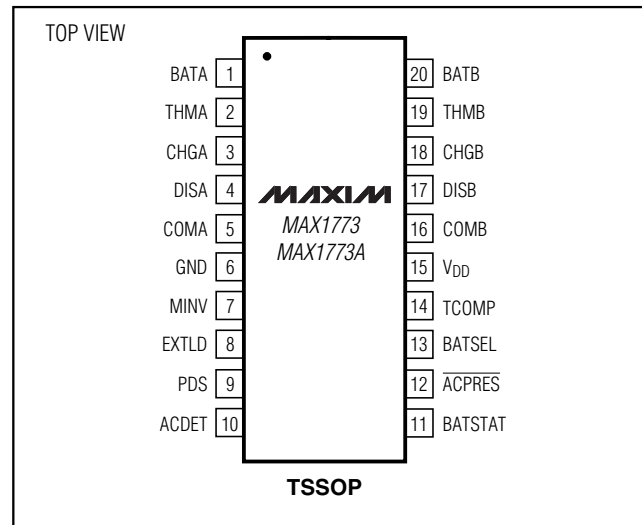 TOP VIEW
BATA 1
THMA 2
CHGA 3
DISA 4
COMA 5
GND 6
MINV 7
EXTLD 8
PDS 9
ACDET 10
MAXIM
MAX1773
MAX1773A
20 BATB
19 THMB
18 CHGB
17 DISB
16 COMB
15 VDD
14 TCOMP
13 BATSEL
12 ACPRES
11 BATSTAT
TSSOP